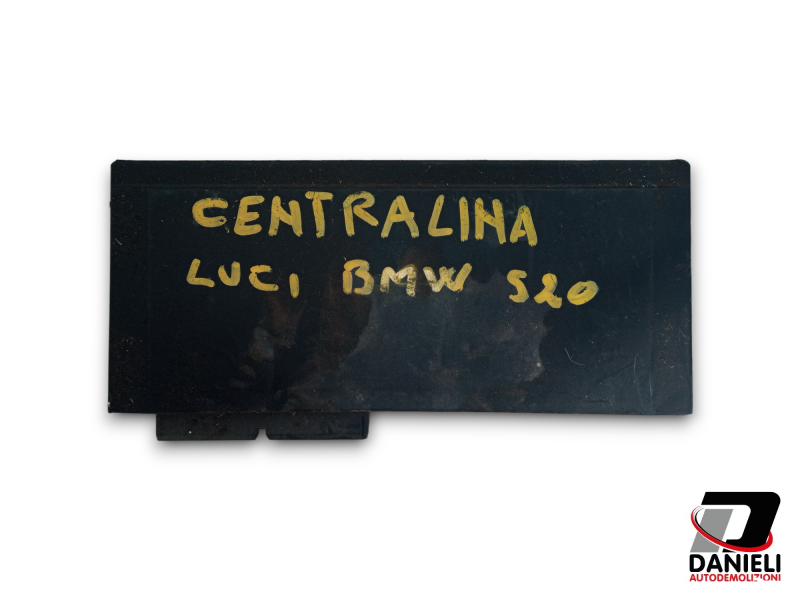 CENTRALINA
LUCI BMW 520
DANIELI
AUTODEMOLIZIONI